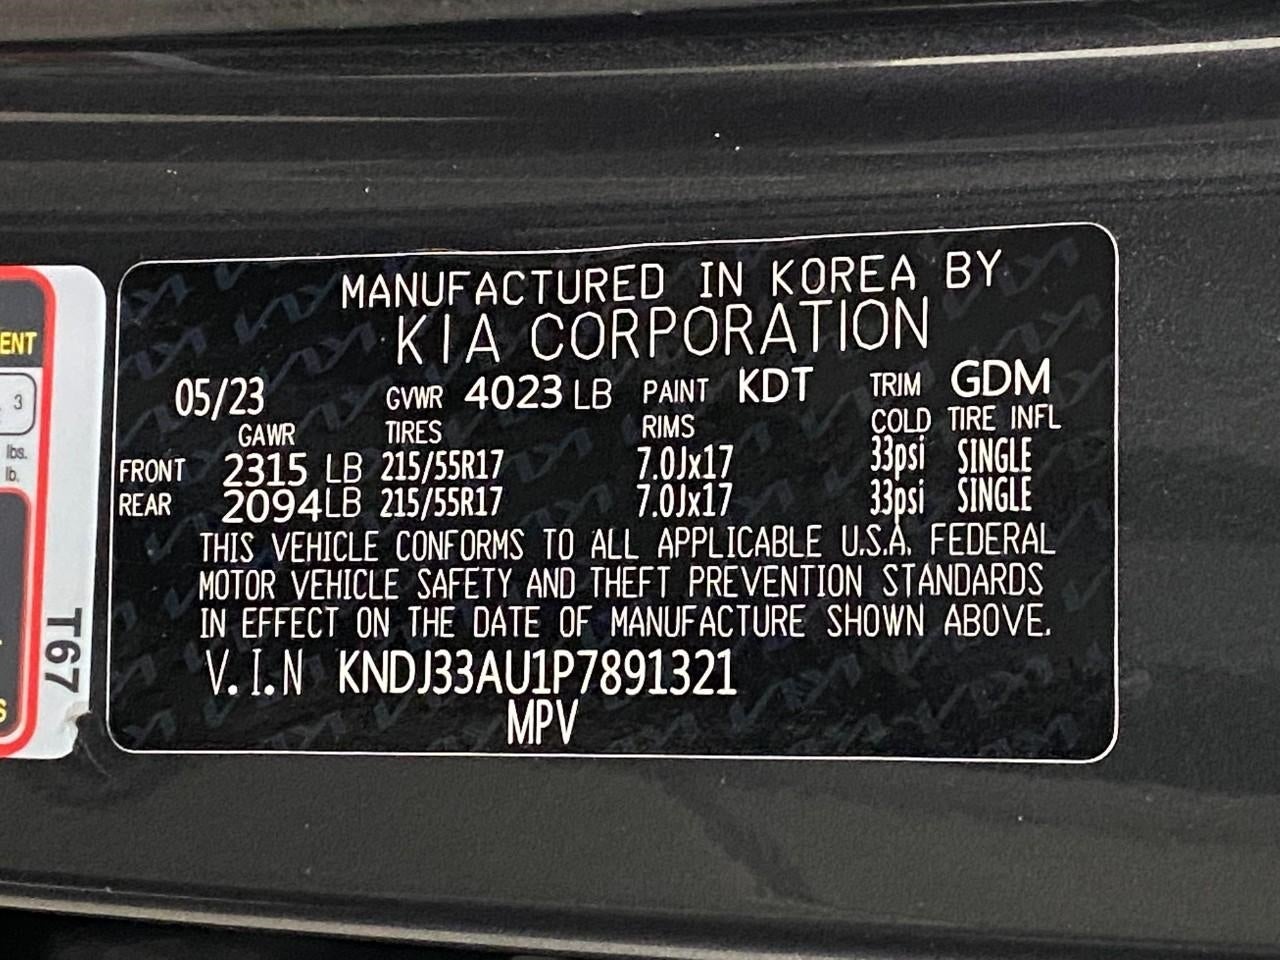 MANUFACTURED IN KOREA BY
KIA CORPORATION
05/23 GVWR 4023 LB PAINT KDT TRIM GDM
GAWR TIRES RIMS COLD TIRE INFL
FRONT 2315 LB 215/55R17 7.0Jx17 33psi SINGLE
REAR 2094LB 215/55R17 7.0Jx17 33psi SINGLE
THIS VEHICLE CONFORMS TO ALL APPLICABLE U.S.A. FEDERAL
MOTOR VEHICLE SAFETY AND THEFT PREVENTION STANDARDS
IN EFFECT ON THE DATE OF MANUFACTURE SHOWN ABOVE.
V.I.N KNDJ33AU1P7891321
MPV
ENT
3
lbs.
lb.
T67
S